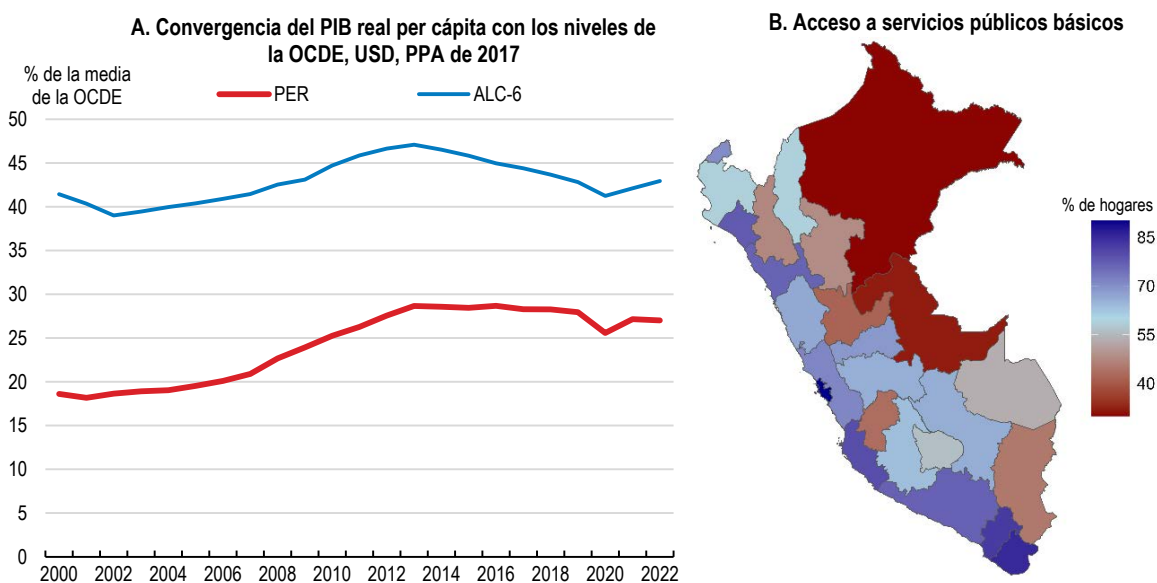 A. Convergencia del PIB real per cápita con los niveles de
la OCDE, USD, PPA de 2017
% de la media
de la OCDE
PER
ALC-6
50
45
40
35
30
25
20
15
10
5
0
2000 2002 2004 2006 2008 2010 2012 2014 2016 2018 2020 2022
B. Acceso a servicios públicos básicos
% de hogares
85
70
55
40